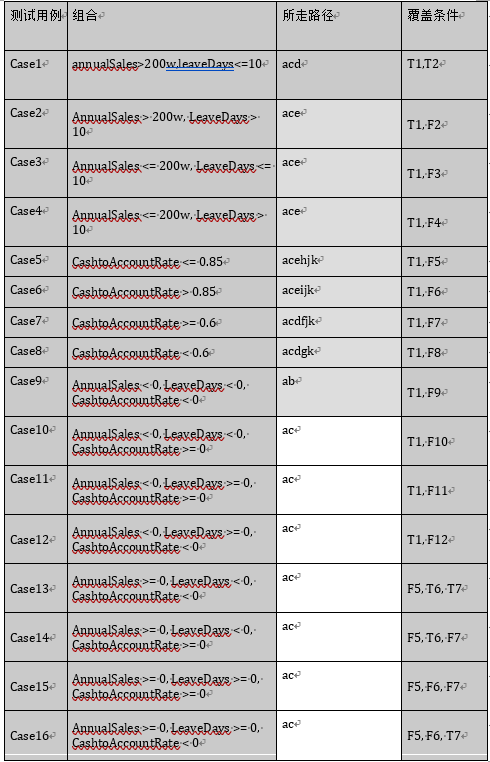 测试用例 组合 所走路径 覆盖条件
Case1 annualSales>200w,leaveDays<=10 acd T1,T2
Case2 AnnualSales > 200w, LeaveDays > ace T1, F2
10
Case3 AnnualSales <= 200w, LeaveDays <= ace T1, F3
10
Case4 AnnualSales <= 200w, LeaveDays > ace T1, F4
10
Case5 CashtoAccountRate <= 0.85 acehjk T1, F5
Case6 CashtoAccountRate > 0.85 aceijk T1, F6
Case7 CashtoAccountRate >= 0.6 acdfjk T1, F7
Case8 CashtoAccountRate < 0.6 acdgk T1, F8
Case9 AnnualSales < 0, LeaveDays < 0, ab T1, F9
CashtoAccountRate < 0
Case10 AnnualSales < 0, LeaveDays < 0, ac T1, F10
CashtoAccountRate >= 0
Case11 AnnualSales < 0, LeaveDays >= 0, ac T1, F11
CashtoAccountRate >= 0
Case12 AnnualSales < 0, LeaveDays >= 0, ac T1, F12
CashtoAccountRate < 0
Case13 AnnualSales >= 0, LeaveDays < 0, ac F5, T6, T7
CashtoAccountRate < 0
Case14 AnnualSales >= 0, LeaveDays < 0, ac F5, T6, F7
CashtoAccountRate >= 0
Case15 AnnualSales >= 0, LeaveDays >= 0, ac F5, F6, F7
CashtoAccountRate >= 0
Case16 AnnualSales >= 0, LeaveDays >= 0, ac F5, F6, T7
CashtoAccountRate < 0